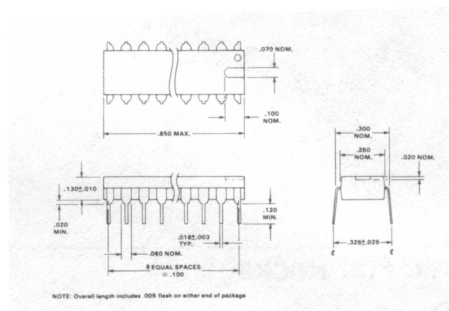 .070 NOM.
.100
NOM.
.850 MAX.
.300
NOM.
.260
NOM.
.020 NOM.
.130±.010
.020
MIN.
.018±.003
TYP.
.120
MIN.
.060 NOM.
.325±.025
EQUAL SPACES
@ .100
NOTE: Overall length includes .005 flash on either end of package